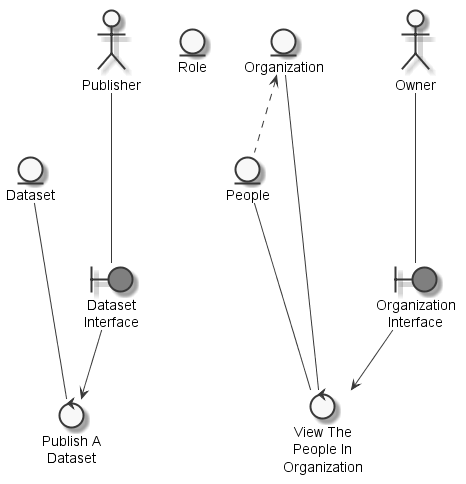 Publisher
Role
Organization
Owner
Dataset
People
Dataset
Interface
Organization
Interface
Publish A
Dataset
View The
People In
Organization